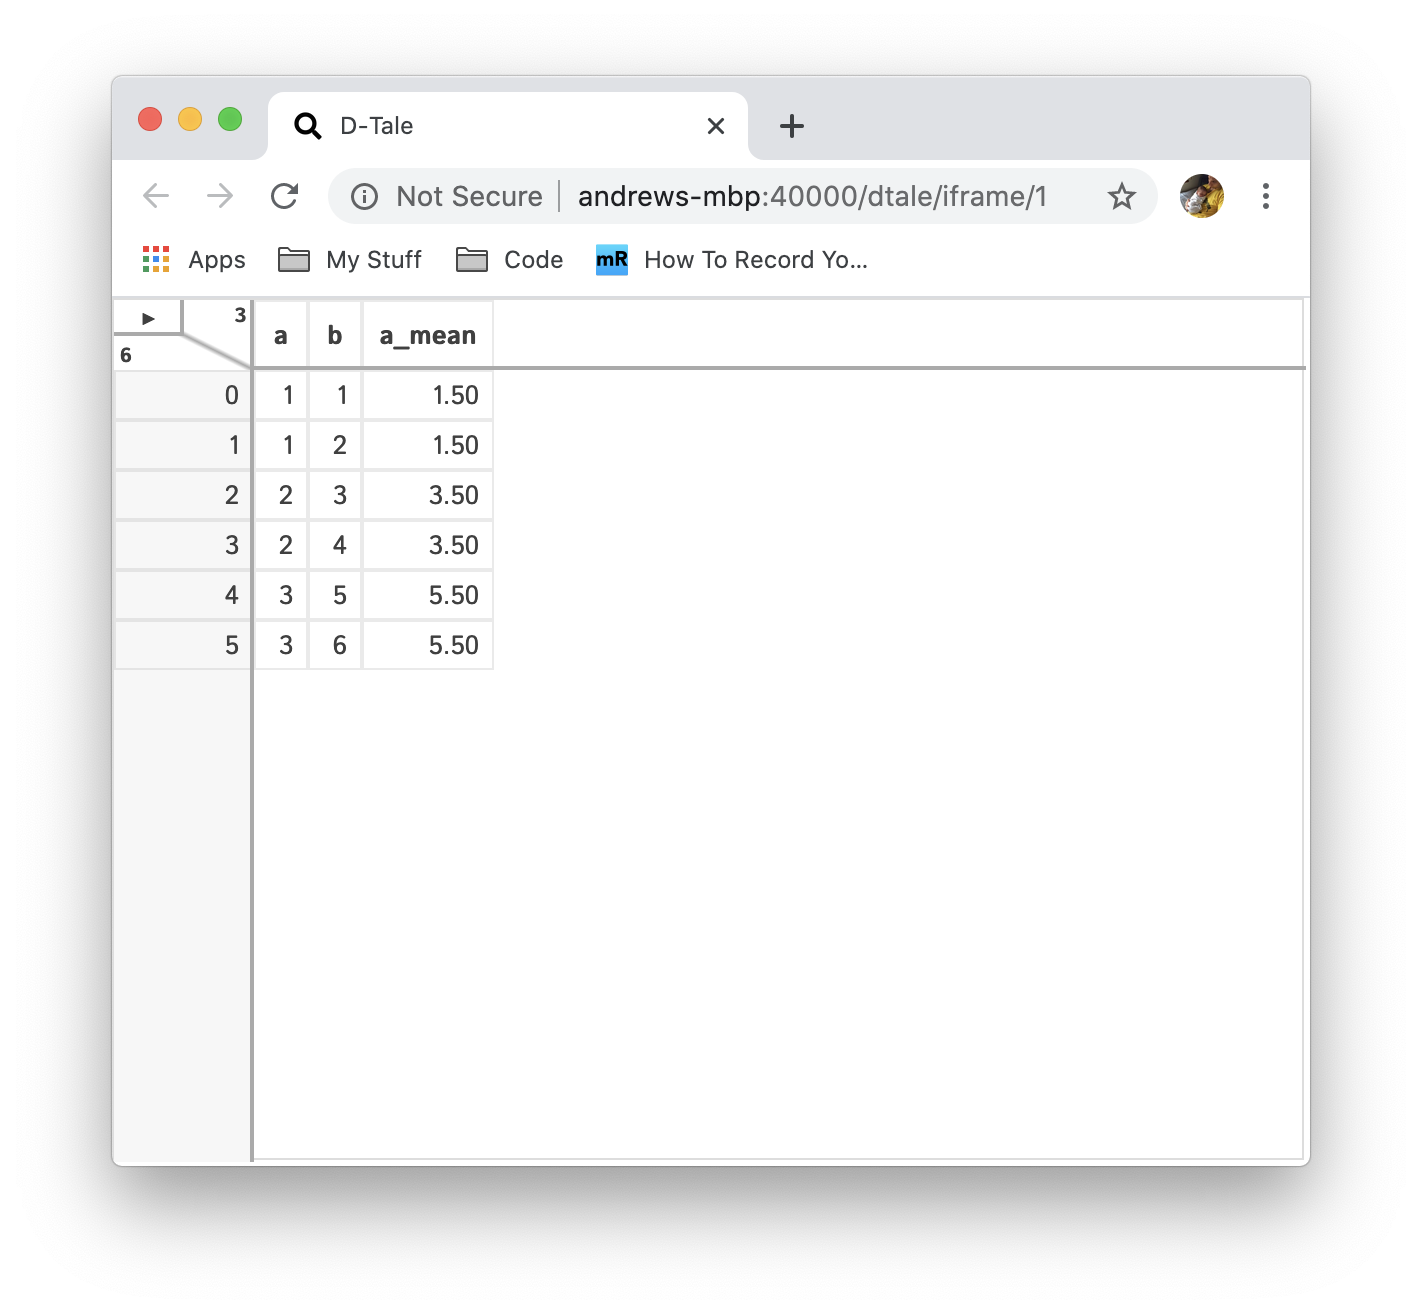 D-Tale
Not Secure andrews-mbp:40000/dtale/iframe/1
Apps My Stuff Code mR How To Record Yo...
3
6
a b a_mean
0 1 1 1.50
1 1 2 1.50
2 2 3 3.50
3 2 4 3.50
4 3 5 5.50
5 3 6 5.50